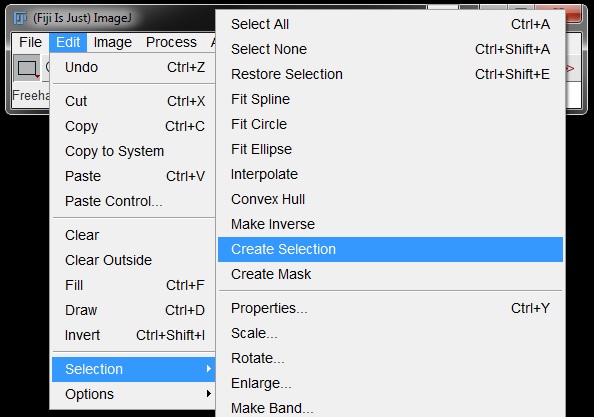 (Fiji Is Just) ImageJ
File Edit Image Process
Freeha
Undo Ctrl+Z
Cut Ctrl+X
Copy Ctrl+C
Copy to System
Paste Ctrl+V
Paste Control...
Clear
Clear Outside
Fill Ctrl+F
Draw Ctrl+D
Invert Ctrl+Shift+I
Selection
Options
Select All Ctrl+A
Select None Ctrl+Shift+A
Restore Selection Ctrl+Shift+E
Fit Spline
Fit Circle
Fit Ellipse
Interpolate
Convex Hull
Make Inverse
Create Selection
Create Mask
Properties... Ctrl+Y
Scale...
Rotate...
Enlarge...
Make Band...